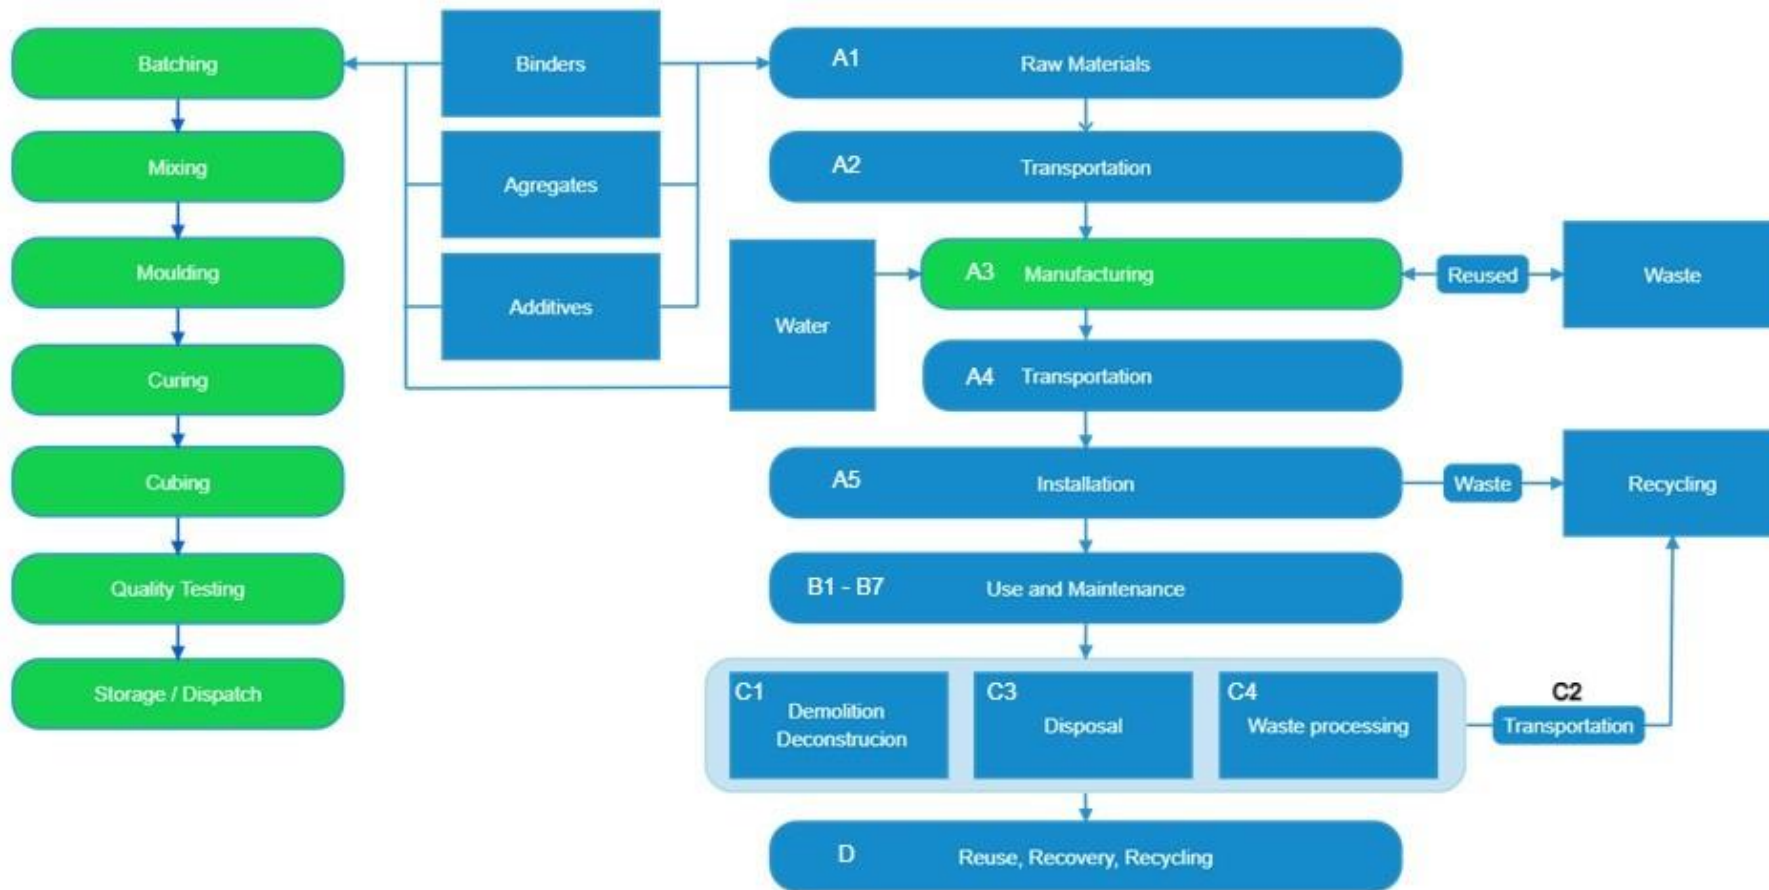 Batching
Mixing
Moulding
Curing
Cubing
Quality Testing
Storage / Dispatch
Binders
Agregates
Additives
Water
A1 Raw Materials
A2 Transportation
A3 Manufacturing
Reused
Waste
A4 Transportation
A5 Installation
Waste
Recycling
B1 - B7 Use and Maintenance
C1
Demolition
Deconstrucion
C3
Disposal
C4
Waste processing
C2
Transportation
D Reuse, Recovery, Recycling